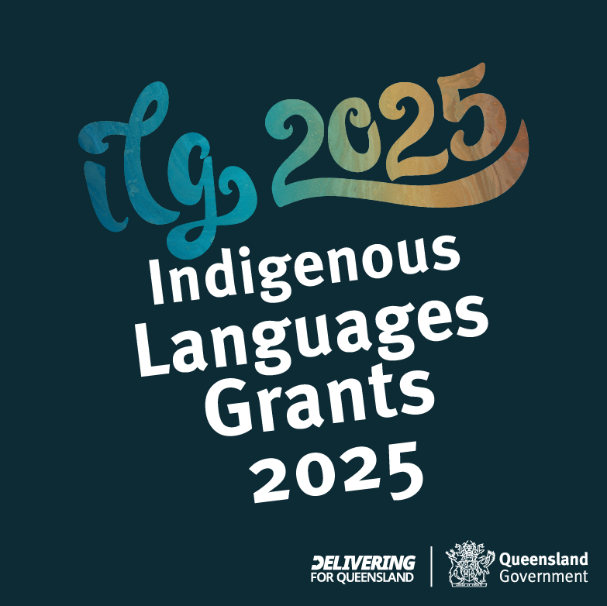 ilg 2025
Indigenous
Languages
Grants
2025
DELIVERING
FOR QUEENSLAND
Queensland
Government